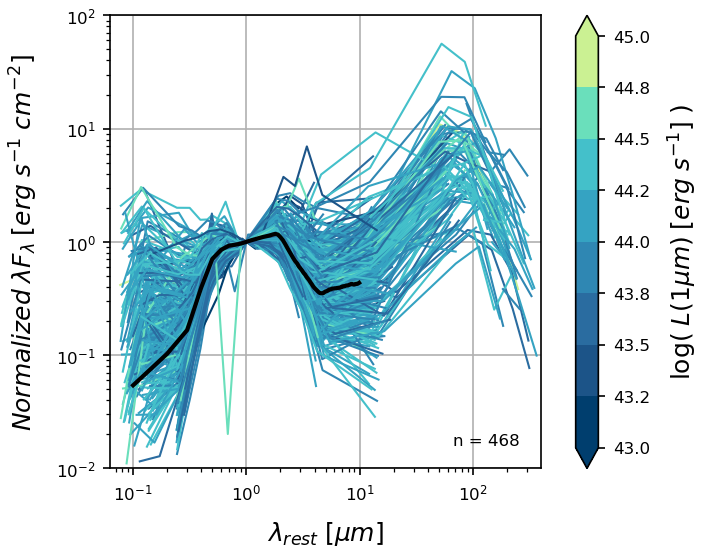 10²
10¹
10⁰
10⁻¹
10⁻²
Normalized λF_λ [erg s⁻¹ cm⁻²]
n = 468
10⁻¹ 10⁰ 10¹ 10²
λ_rest [μm]
45.0
44.8
44.5
44.2
44.0
43.8
43.5
43.2
43.0
log( L(1μm) [erg s⁻¹] )